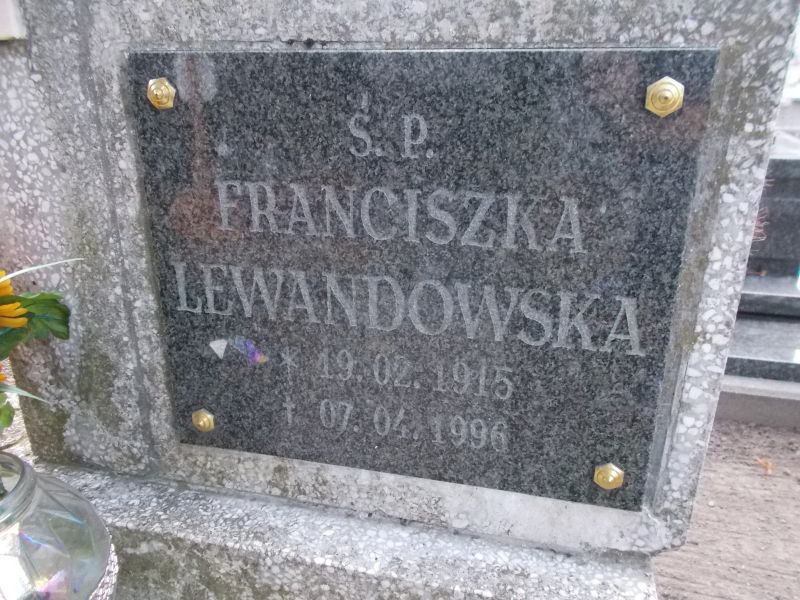 Ś. P.
FRANCISZKA
LEWANDOWSKA
* 19. 02. 1915
† 07. 04. 1996